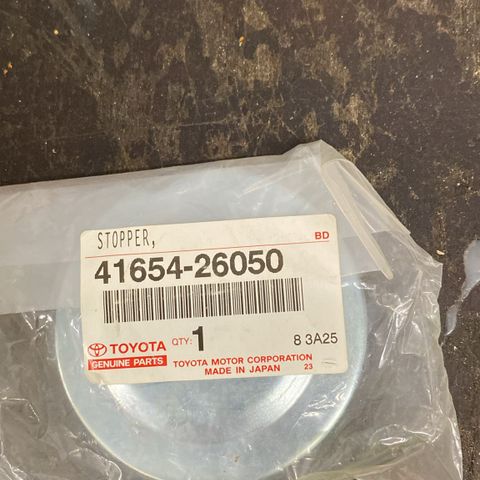 STOPPER, BD
41654-26050
TOYOTA QTY: 1 8 3A25
GENUINE PARTS TOYOTA MOTOR CORPORATION
MADE IN JAPAN 23